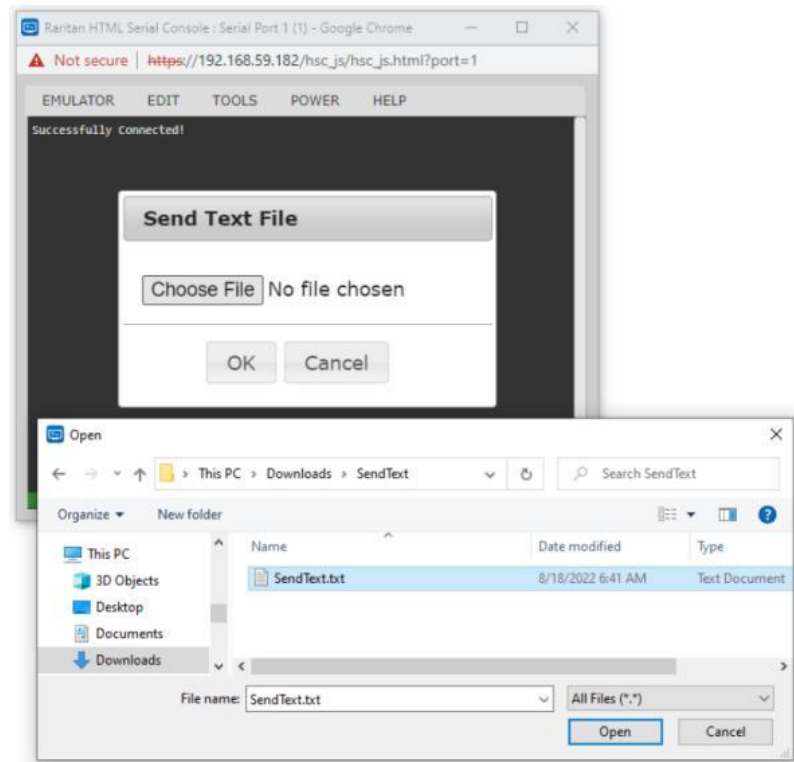 Raritan HTML Serial Console : Serial Port 1 (1) - Google Chrome
Not secure | https://192.168.59.182/hsc_js/hsc_js.html?port=1
EMULATOR EDIT TOOLS POWER HELP
Successfully Connected!
Send Text File
Choose File No file chosen
OK Cancel
Open
This PC > Downloads > SendText
Search SendText
Organize New folder
Name Date modified Type
This PC
3D Objects
Desktop
Documents
Downloads
SendText.txt 8/18/2022 6:41 AM Text Document
File name: SendText.txt All Files (*.*)
Open Cancel